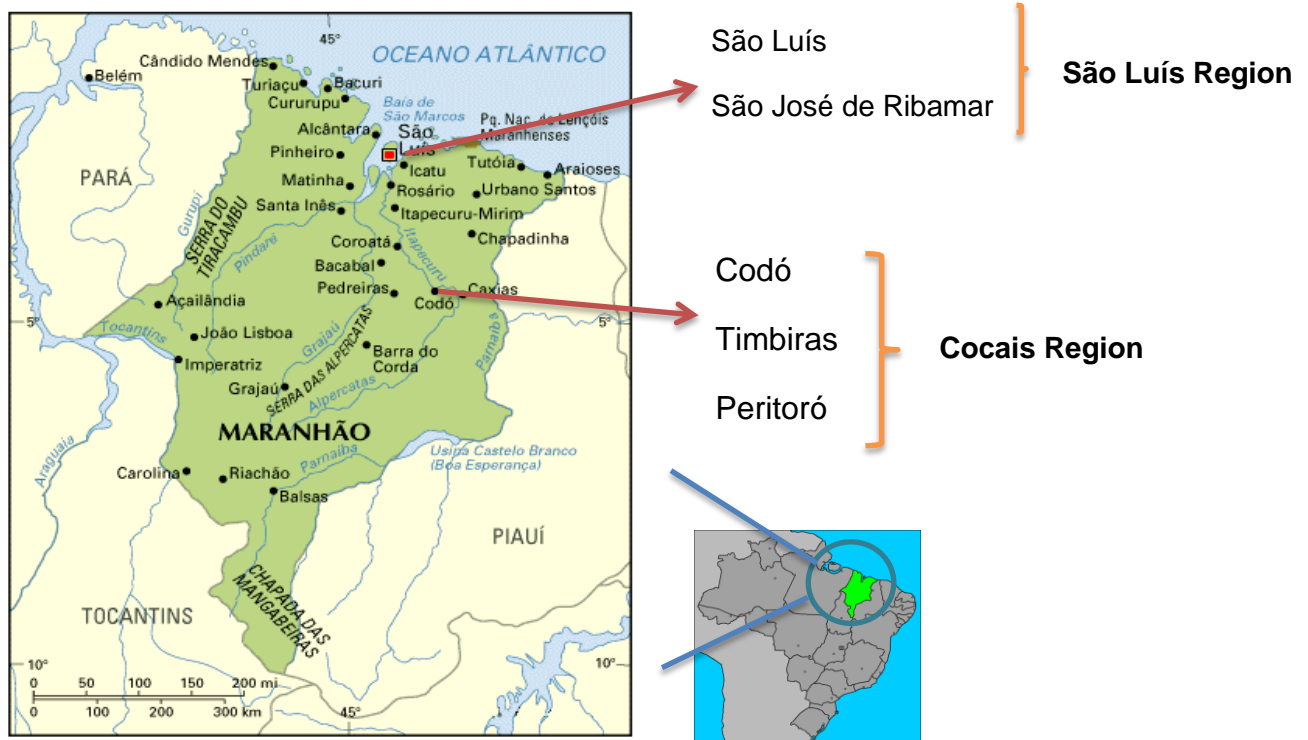 45°
OCEANO ATLÂNTICO
Cândido Mendes
Belém
Turiaçu
Bacuri
Cururupu
Baía de
São Marcos
Pq. Nac. de Lençóis
Maranhenses
Alcântara
São
Luís
Pinheiro
Icatu
Tutóia
Araioses
PARÁ
Matinha
Rosário
Urbano Santos
Santa Inês
Itapecuru-Mirim
Gurupí
SERRA DO
TIRACAMBU
Pindaré
Coroatá
Itapecuru
Chapadinha
Bacabal
Pedreiras
Codó
Caxias
Açailândia
5°
5°
Tocantins
João Lisboa
Imperatriz
Grajaú
SERRA DAS ALPERCATAS
Barra do
Corda
Parnaíba
Grajaú
Alpercatas
MARANHÃO
Araguaia
Parnaíba
Usina Castelo Branco
(Boa Esperança)
Carolina
Riachão
Balsas
PIAUÍ
CHAPADA DAS
MANGABEIRAS
TOCANTINS
10°
10°
0 50 100 150 200 mi
0 100 200 300 km
45°
São Luís
São José de Ribamar
São Luís Region
Codó
Timbiras
Peritoró
Cocais Region